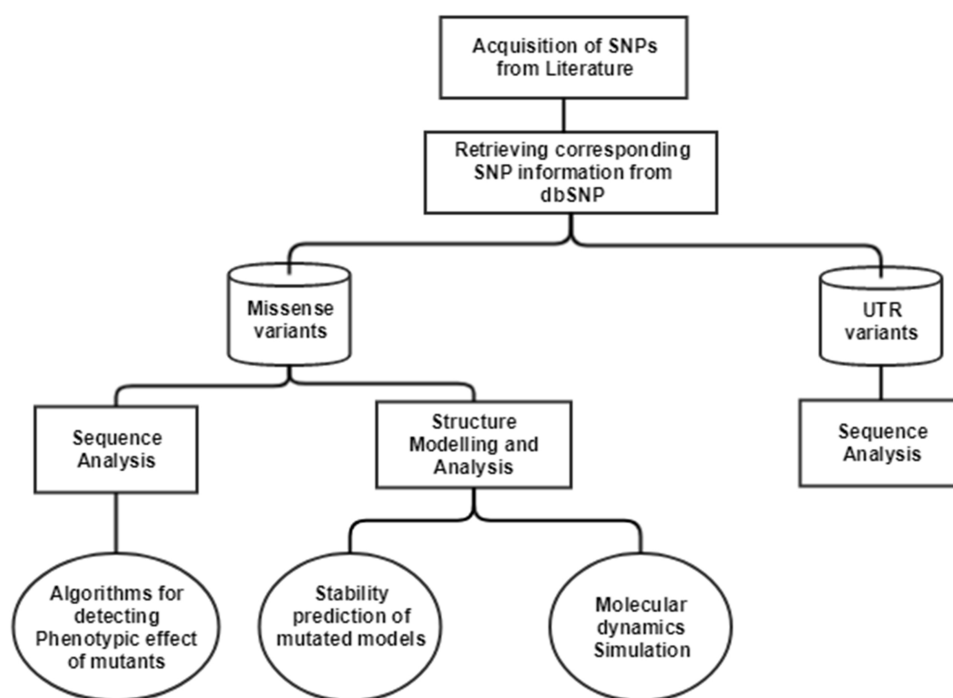 Acquisition of SNPs
from Literature
Retrieving corresponding
SNP information from
dbSNP
Missense
variants
UTR
variants
Sequence
Analysis
Structure
Modelling and
Analysis
Sequence
Analysis
Algorithms for
detecting
Phenotypic effect
of mutants
Stability
prediction of
mutated models
Molecular
dynamics
Simulation